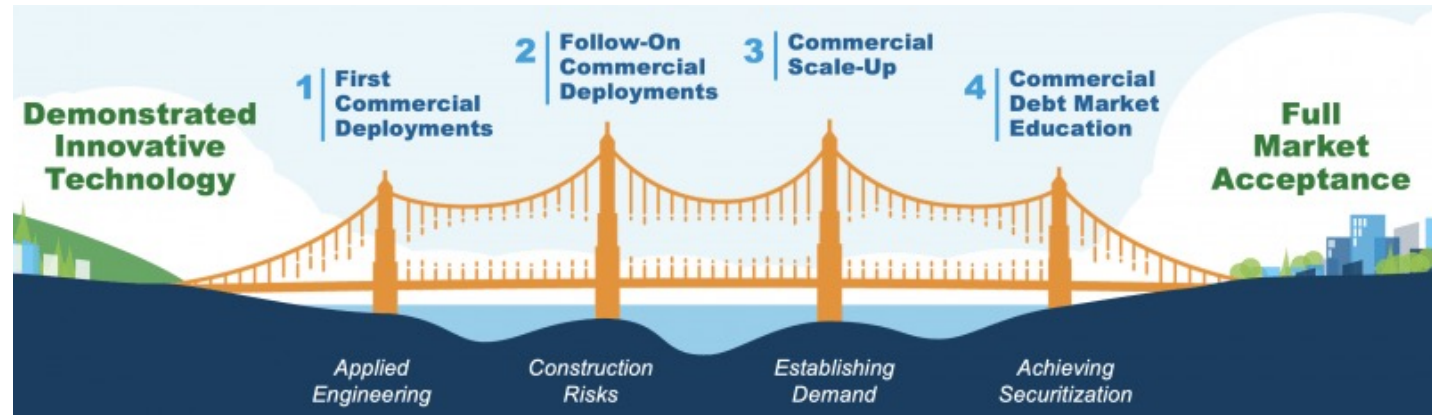 Demonstrated
Innovative
Technology
1
First
Commercial
Deployments
2
Follow-On
Commercial
Deployments
3
Commercial
Scale-Up
4
Commercial
Debt Market
Education
Full
Market
Acceptance
Applied
Engineering
Construction
Risks
Establishing
Demand
Achieving
Securitization